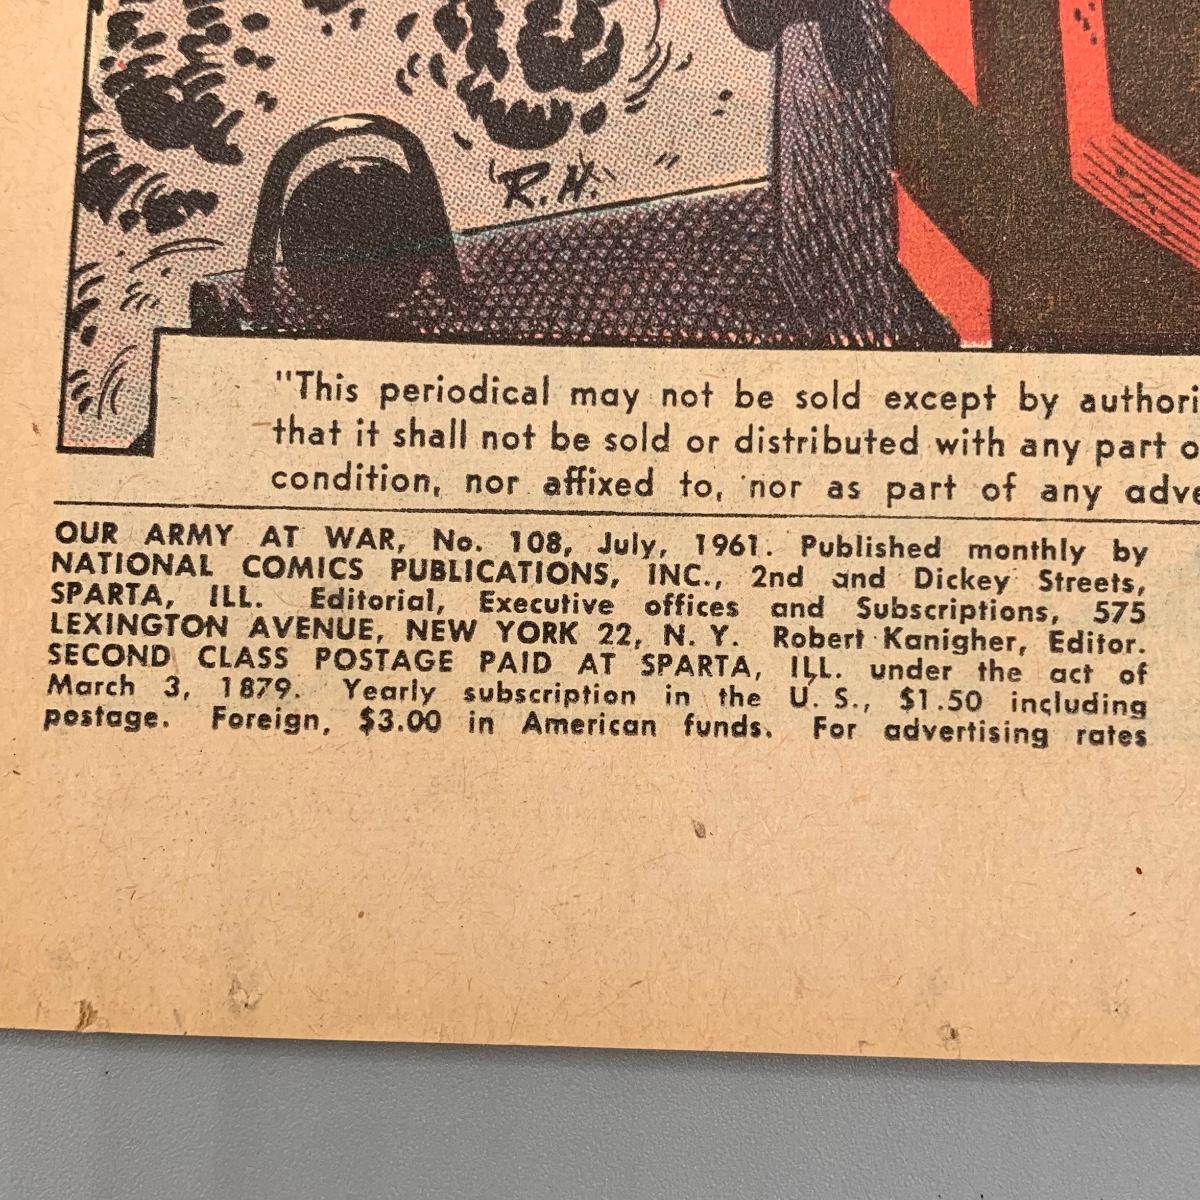 R.H.
"This periodical may not be sold except by authori
that it shall not be sold or distributed with any part o
condition, nor affixed to, nor as part of any adve
OUR ARMY AT WAR, No. 108, July, 1961. Published monthly by
NATIONAL COMICS PUBLICATIONS, INC., 2nd and Dickey Streets,
SPARTA, ILL. Editorial, Executive offices and Subscriptions, 575
LEXINGTON AVENUE, NEW YORK 22, N. Y. Robert Kanigher, Editor.
SECOND CLASS POSTAGE PAID AT SPARTA, ILL. under the act of
March 3, 1879. Yearly subscription in the U. S., $1.50 including
postage. Foreign, $3.00 in American funds. For advertising rates